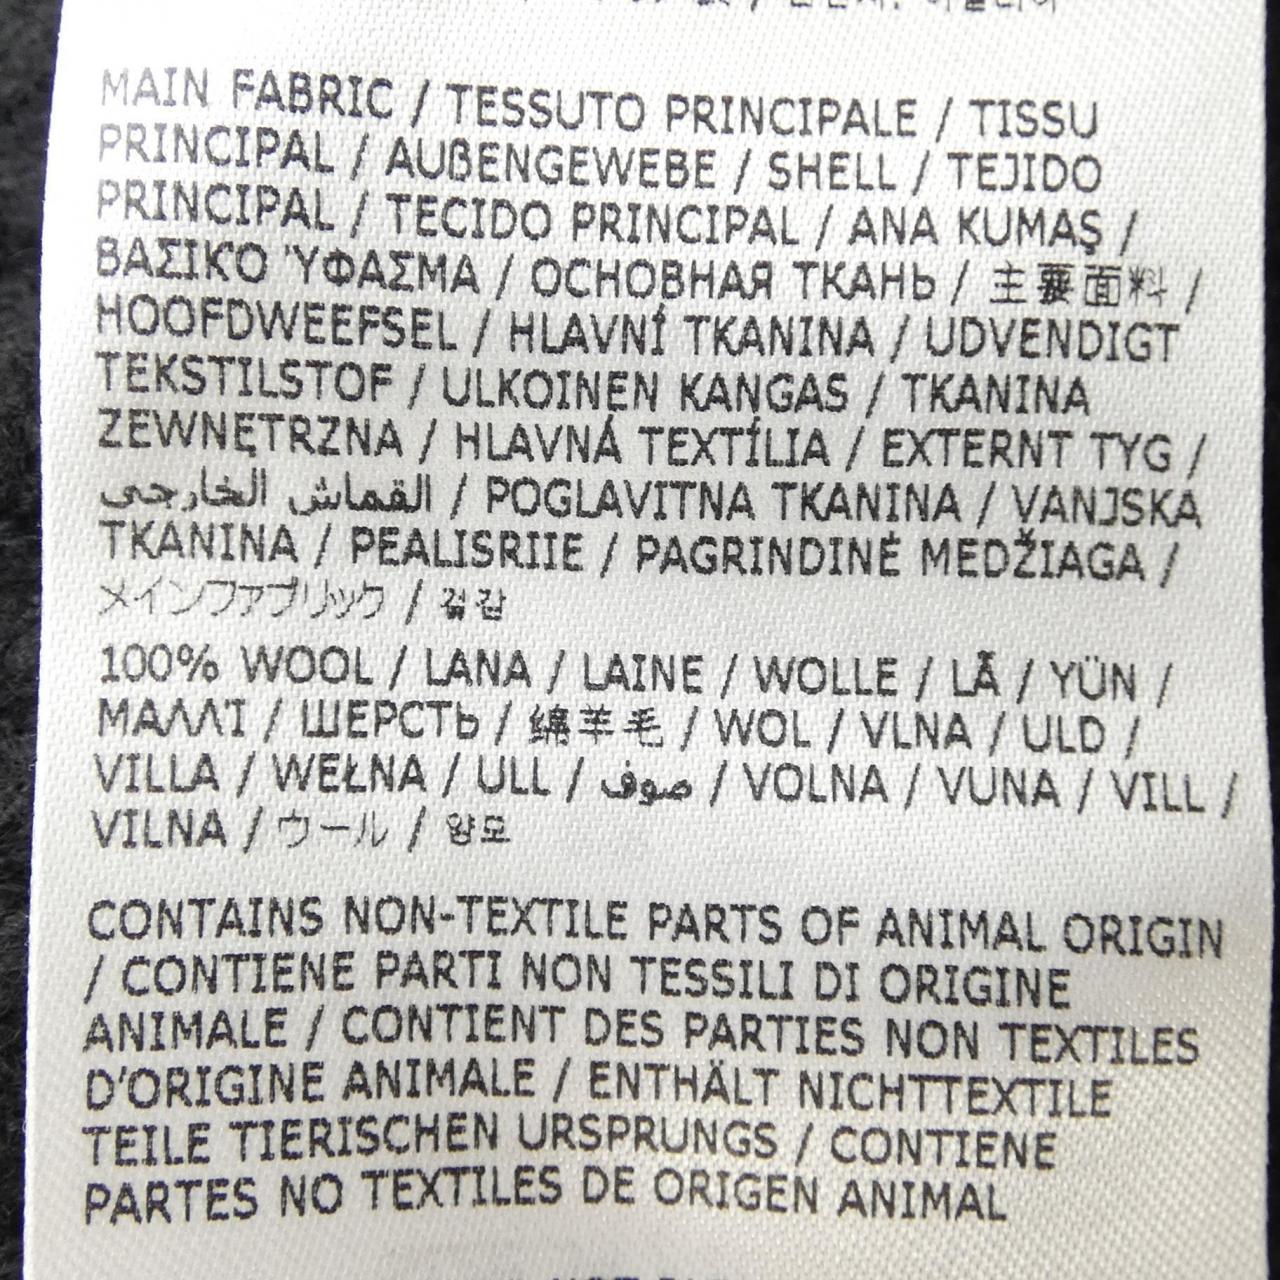 MAIN FABRIC / TESSUTO PRINCIPALE / TISSU
PRINCIPAL / AUßENGEWEBE / SHELL / TEJIDO
PRINCIPAL / TECIDO PRINCIPAL / ANA KUMAŞ /
ΒΑΣΙΚΌ ΎΦΑΣΜΑ / ОСНОВНАЯ ТКАНЬ / 主要面料 /
HOOFDWEEFSEL / HLAVNÍ TKANINA / UDVENDIGT
TEKSTILSTOF / ULKOINEN KANGAS / TKANINA
ZEWNĘTRZNA / HLAVNÁ TEXTÍLIA / EXTERNT TYG /
القماش الخارجي / POGLAVITNA TKANINA / VANJSKA
TKANINA / PEALISRIIE / PAGRINDINĖ MEDŽIAGA /
メインファブリック / 겉감
100% WOOL / LANA / LAINE / WOLLE / LÃ / YÜN /
ΜΑΛΛΊ / ШЕРСТЬ / 绵羊毛 / WOL / VLNA / ULD /
VILLA / WEŁNA / ULL / صوف / VOLNA / VUNA / VILL /
VILNA / ウール / 양모
CONTAINS NON-TEXTILE PARTS OF ANIMAL ORIGIN
/ CONTIENE PARTI NON TESSILI DI ORIGINE
ANIMALE / CONTIENT DES PARTIES NON TEXTILES
D'ORIGINE ANIMALE / ENTHÄLT NICHTTEXTILE
TEILE TIERISCHEN URSPRUNGS / CONTIENE
PARTES NO TEXTILES DE ORIGEN ANIMAL